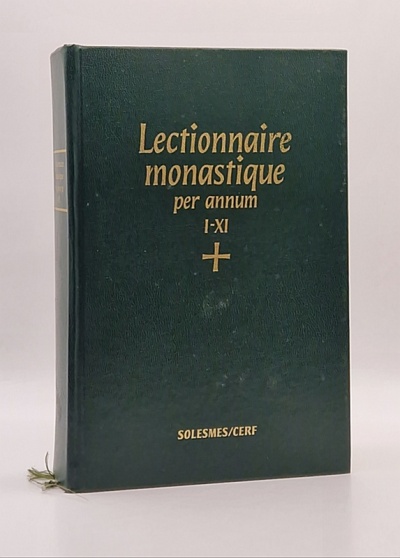 Lectionnaire
monastique
per annum
I-XI
SOLESMES/CERF